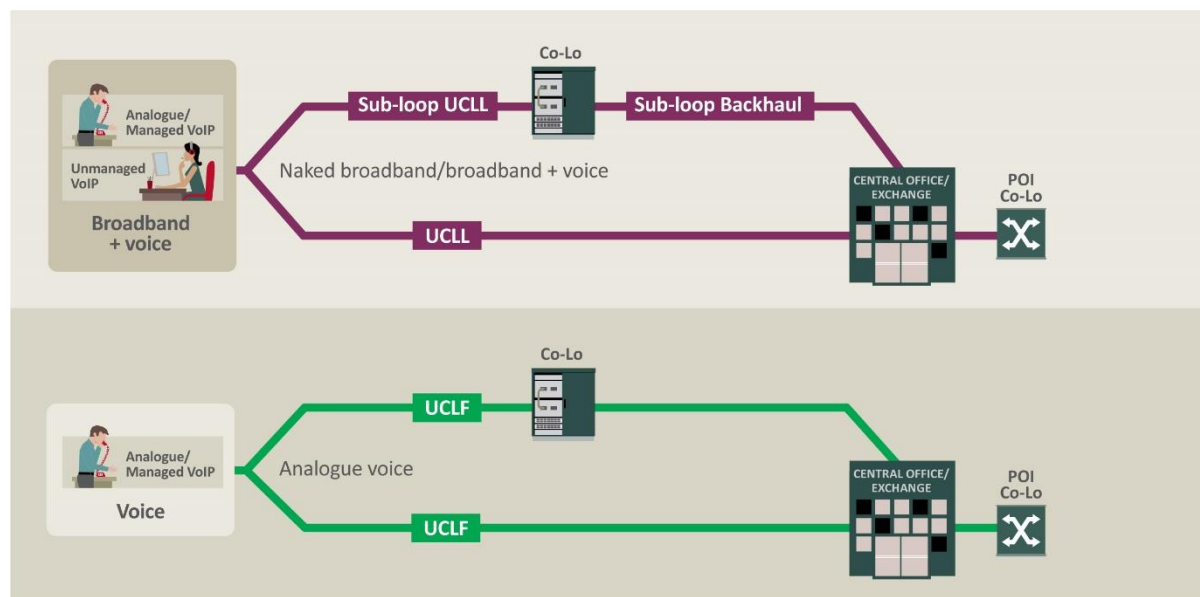 Co-Lo
Analogue/
Managed VoIP
Unmanaged
VoIP
Broadband
+ voice
Sub-loop UCLL
Sub-loop Backhaul
Naked broadband/broadband + voice
UCLL
CENTRAL OFFICE/
EXCHANGE
POI
Co-Lo
Co-Lo
Analogue/
Managed VoIP
Voice
UCLF
Analogue voice
UCLF
CENTRAL OFFICE/
EXCHANGE
POI
Co-Lo